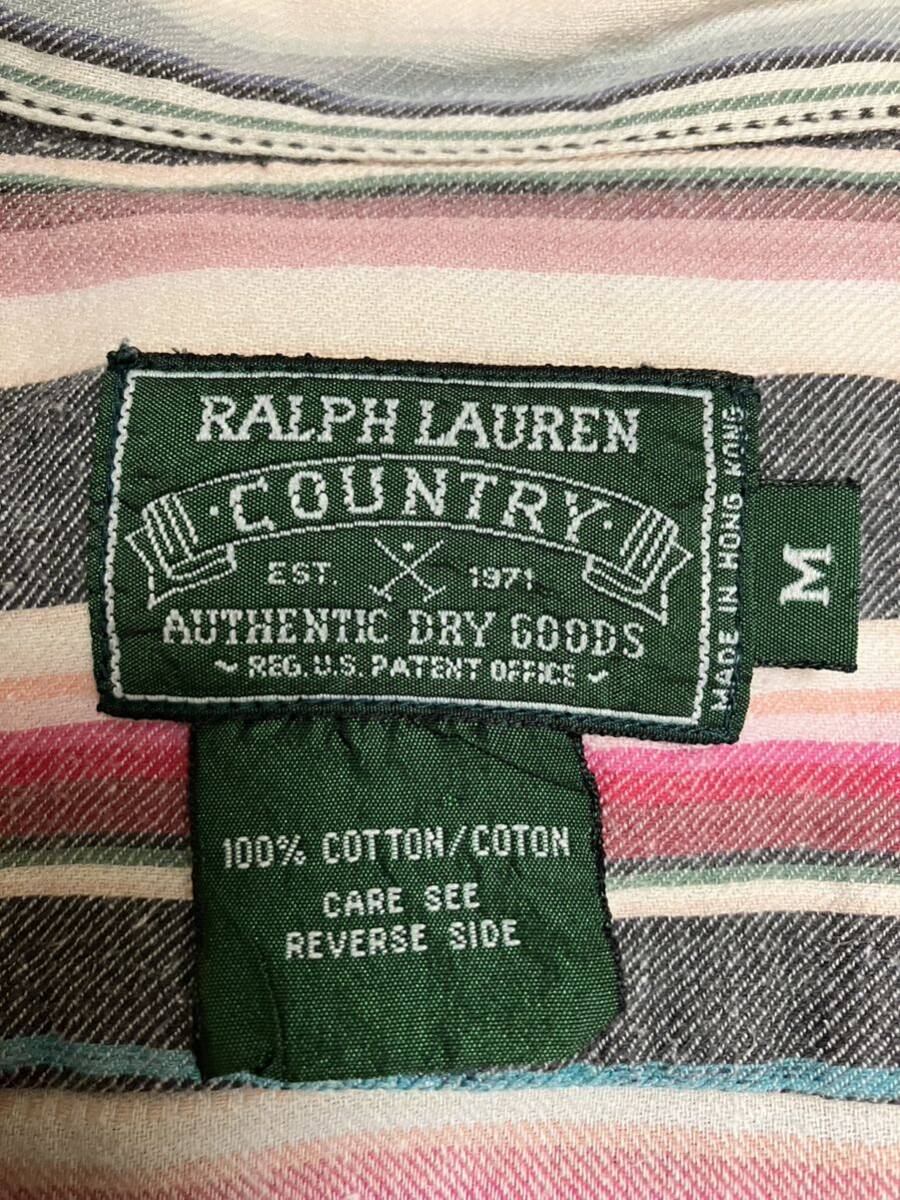 RALPH LAUREN
·COUNTRY·
EST. 1971
AUTHENTIC DRY GOODS
~ REG. U.S. PATENT OFFICE ~
MADE IN HONG KONG
M
100% COTTON/COTON
CARE SEE
REVERSE SIDE